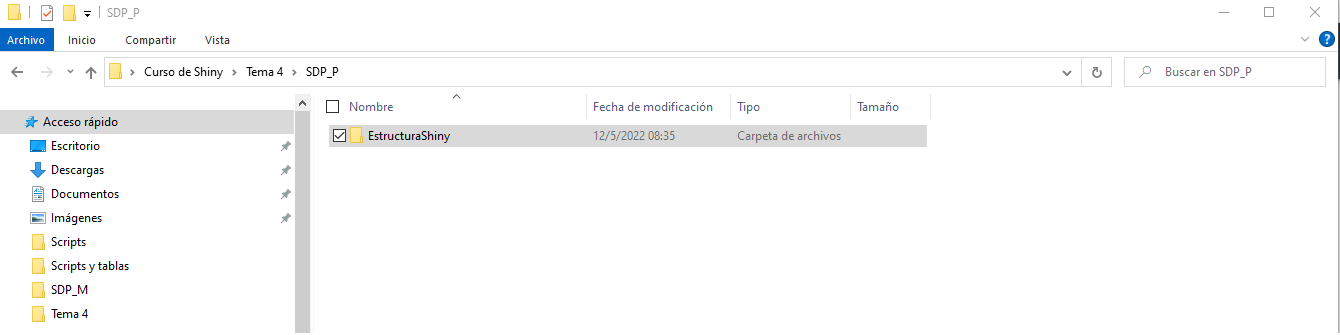 SDP_P
Archivo Inicio Compartir Vista
Curso de Shiny Tema 4 SDP_P Buscar en SDP_P
Nombre Fecha de modificación Tipo Tamaño
Acceso rápido
EstructuraShiny 12/5/2022 08:35 Carpeta de archivos
Escritorio
Descargas
Documentos
Imágenes
Scripts
Scripts y tablas
SDP_M
Tema 4